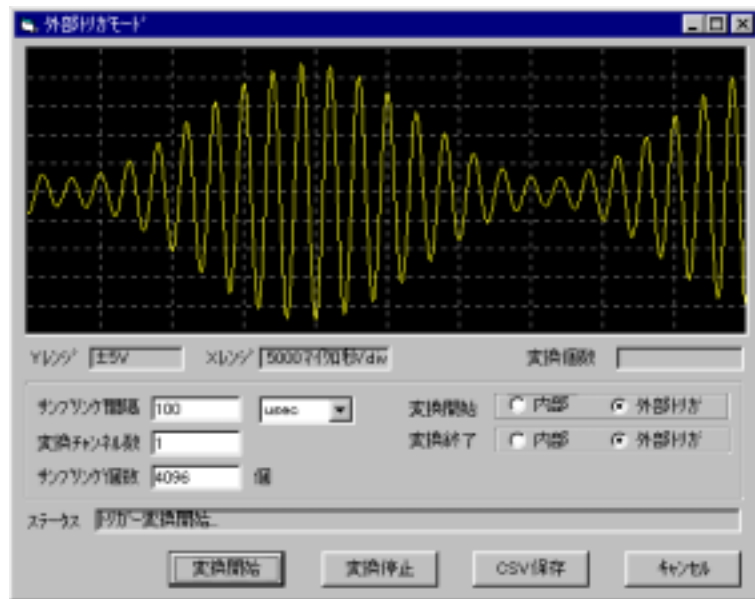 外部ﾄﾘｶﾞﾓｰﾄﾞ
Yﾚﾝｼﾞ ±5V Xﾚﾝｼﾞ 5000ﾏｲｸﾛ秒/div 変換個数
ｻﾝﾌﾟﾘﾝｸﾞ間隔 100 usec 変換開始 内部 外部ﾄﾘｶﾞ
変換ﾁｬﾝﾈﾙ数 1 変換終了 内部 外部ﾄﾘｶﾞ
ｻﾝﾌﾟﾘﾝｸﾞ個数 4096 個
ｽﾃｰﾀｽ ﾄﾘｶﾞｰ変換開始..
変換開始 変換停止 CSV保存 ｷｬﾝｾﾙ